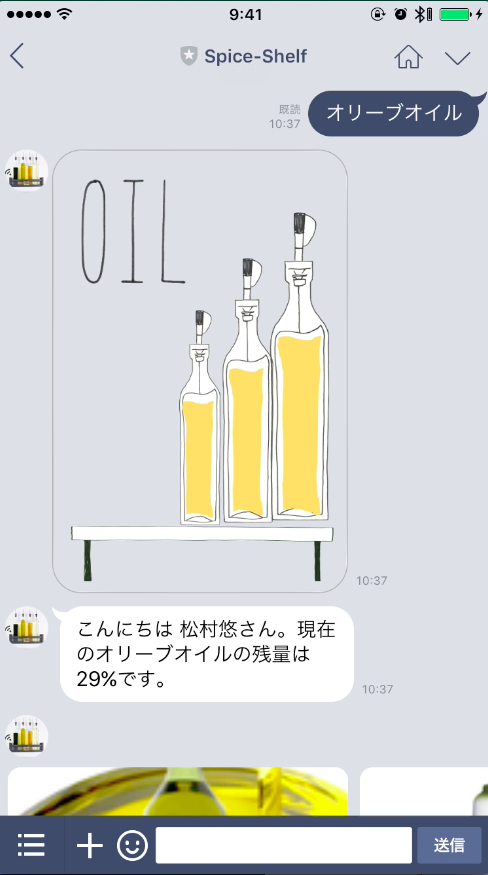 9:41
Spice-Shelf
オリーブオイル
既読
10:37
OIL
10:37
こんにちは 松村悠さん。現在
のオリーブオイルの残量は
29%です。
10:37
送信